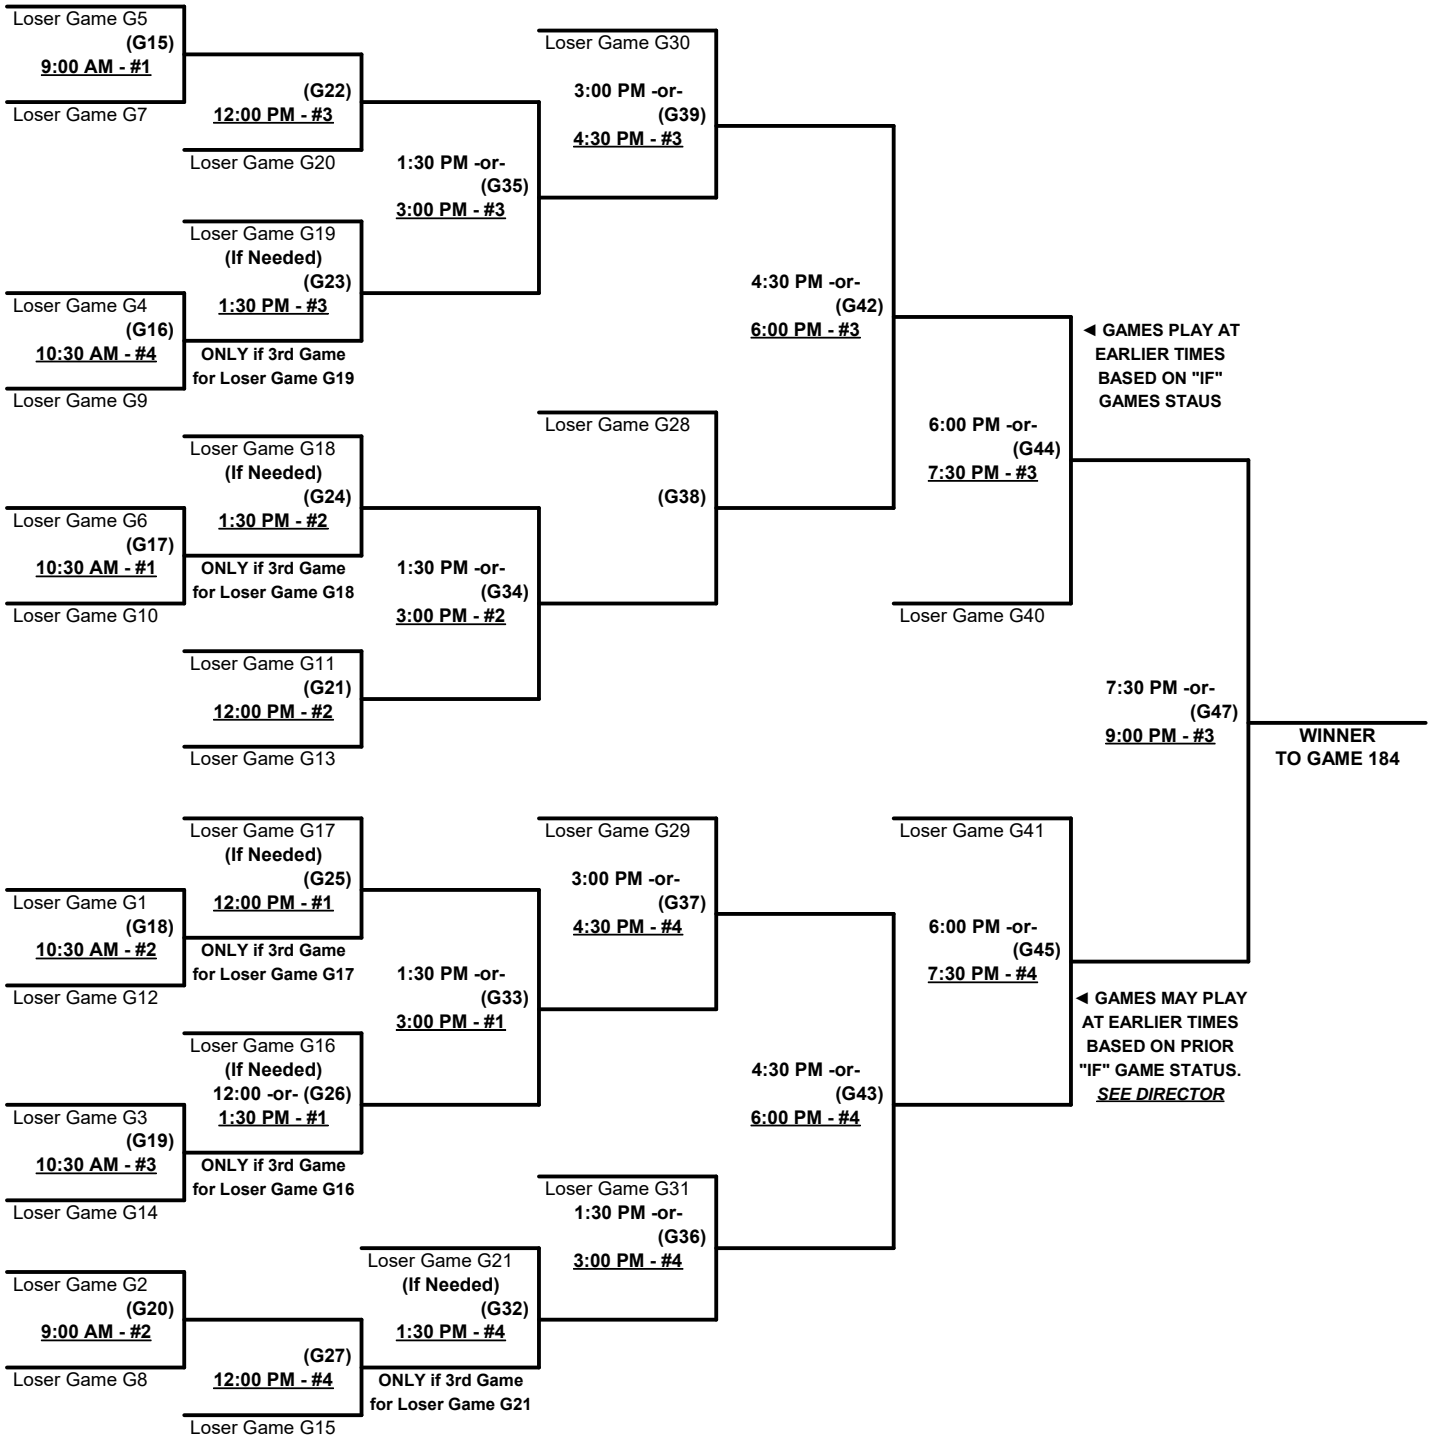 Loser Game G5
(G15)
9:00 AM - #1
Loser Game G7
(G22)
12:00 PM - #3
Loser Game G20
Loser Game G19
(If Needed)
(G23)
1:30 PM - #3
Loser Game G4
(G16)
10:30 AM - #4
Loser Game G9
ONLY if 3rd Game
for Loser Game G19
1:30 PM -or-
(G35)
3:00 PM - #3
Loser Game G30
3:00 PM -or-
(G39)
4:30 PM - #3
Loser Game G18
(If Needed)
(G24)
1:30 PM - #2
Loser Game G6
(G17)
10:30 AM - #1
Loser Game G10
ONLY if 3rd Game
for Loser Game G18
1:30 PM -or-
(G34)
3:00 PM - #2
Loser Game G11
(G21)
12:00 PM - #2
Loser Game G13
Loser Game G28
(G38)
4:30 PM -or-
(G42)
6:00 PM - #3
◄ GAMES PLAY AT
EARLIER TIMES
BASED ON "IF"
GAMES STAUS
6:00 PM -or-
(G44)
7:30 PM - #3
Loser Game G40
7:30 PM -or-
(G47)
9:00 PM - #3
WINNER
TO GAME 184
Loser Game G17
(If Needed)
(G25)
12:00 PM - #1
Loser Game G1
(G18)
10:30 AM - #2
Loser Game G12
ONLY if 3rd Game
for Loser Game G17
1:30 PM -or-
(G33)
3:00 PM - #1
Loser Game G16
(If Needed)
12:00 -or- (G26)
1:30 PM - #1
Loser Game G3
(G19)
10:30 AM - #3
Loser Game G14
ONLY if 3rd Game
for Loser Game G16
Loser Game G29
3:00 PM -or-
(G37)
4:30 PM - #4
Loser Game G41
6:00 PM -or-
(G45)
7:30 PM - #4
◄ GAMES MAY PLAY
AT EARLIER TIMES
BASED ON PRIOR
"IF" GAME STATUS.
SEE DIRECTOR
4:30 PM -or-
(G43)
6:00 PM - #4
Loser Game G31
1:30 PM -or-
(G36)
3:00 PM - #4
Loser Game G21
(If Needed)
(G32)
1:30 PM - #4
ONLY if 3rd Game
for Loser Game G21
Loser Game G2
(G20)
9:00 AM - #2
Loser Game G8
(G27)
12:00 PM - #4
Loser Game G15